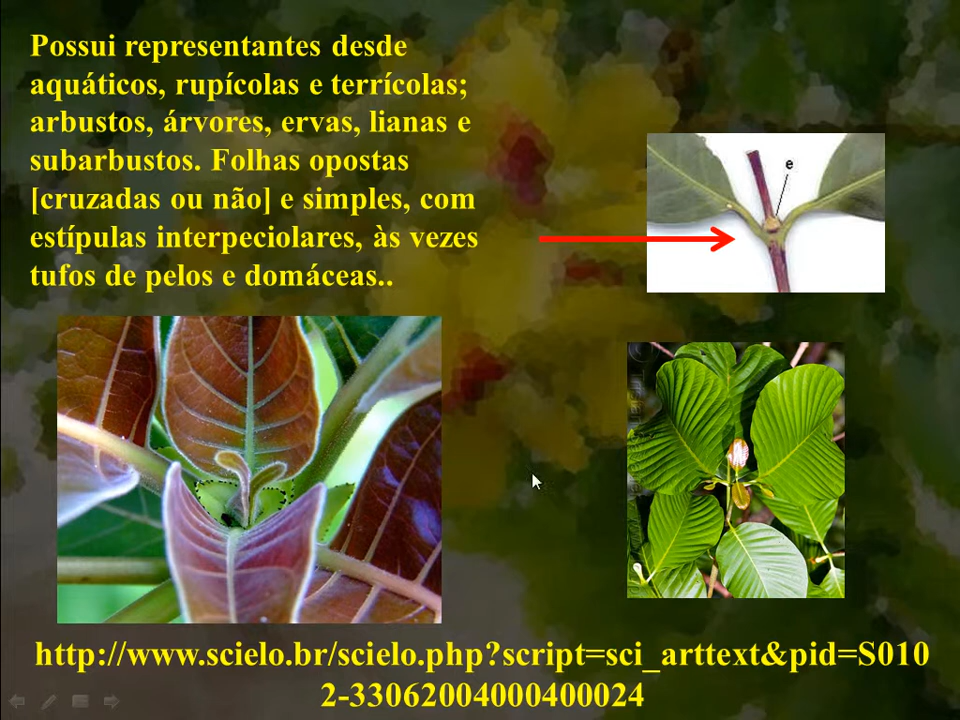 Possui representantes desde
aquáticos, rupícolas e terrícolas;
arbustos, árvores, ervas, lianas e
subarbustos. Folhas opostas
[cruzadas ou não] e simples, com
estípulas interpeciolares, às vezes
tufos de pelos e domáceas..
e
http://www.scielo.br/scielo.php?script=sci_arttext&pid=S010
2-33062004000400024